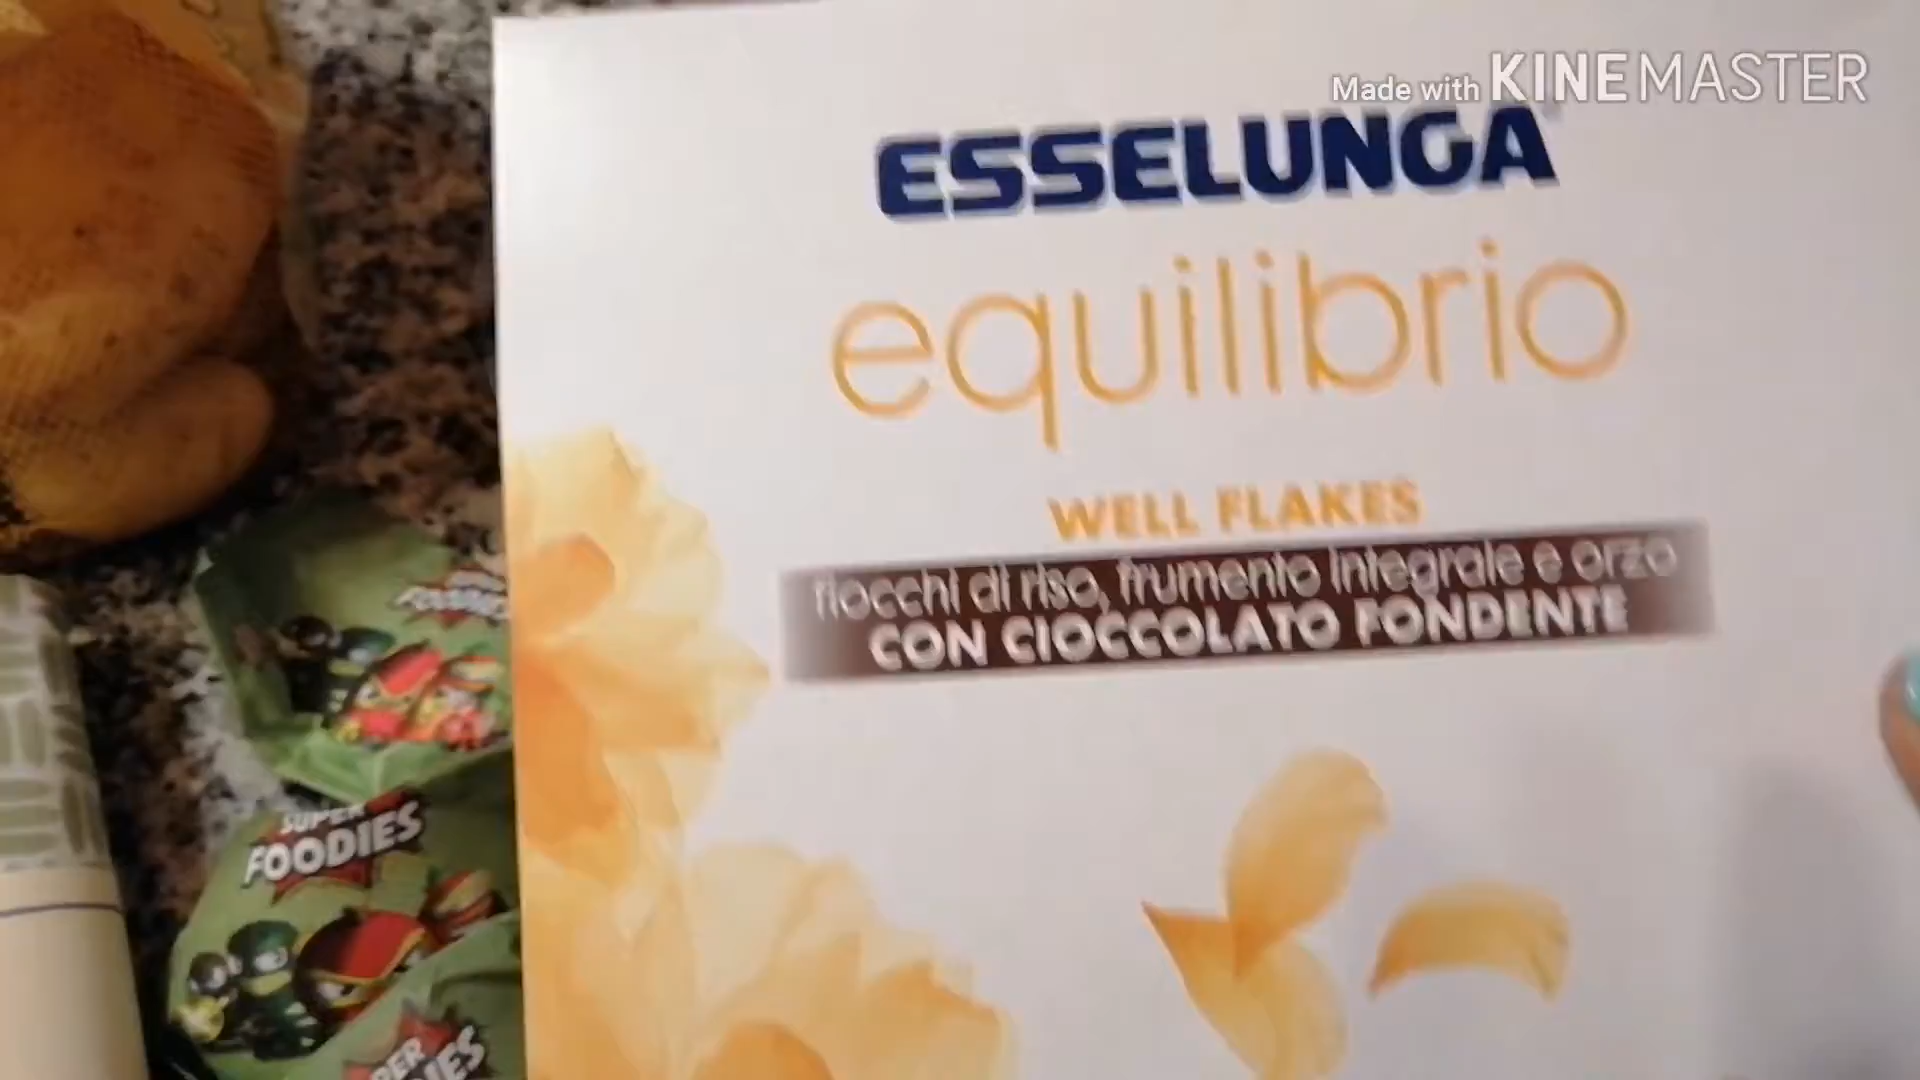 Made with KINEMASTER
ESSELUNGA
equilibrio
WELL FLAKES
fiocchi di riso, frumento integrale e orzo
CON CIOCCOLATO FONDENTE
SUPER
FOODIES